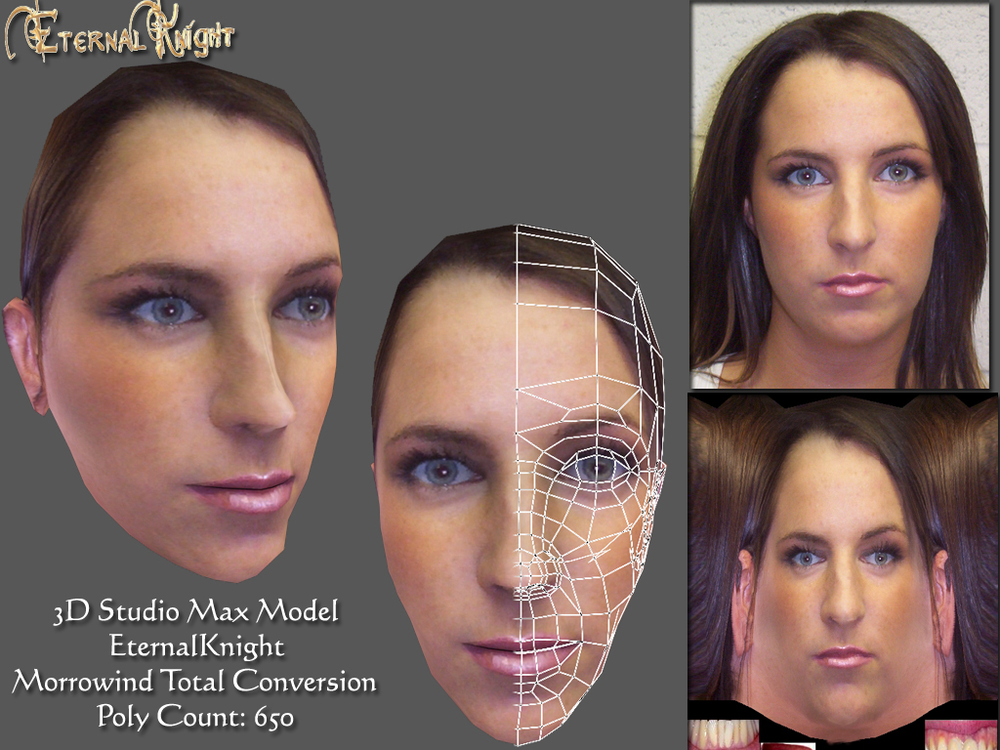 EternalKnight
3D Studio Max Model
EternalKnight
Morrowind Total Conversion
Poly Count: 650